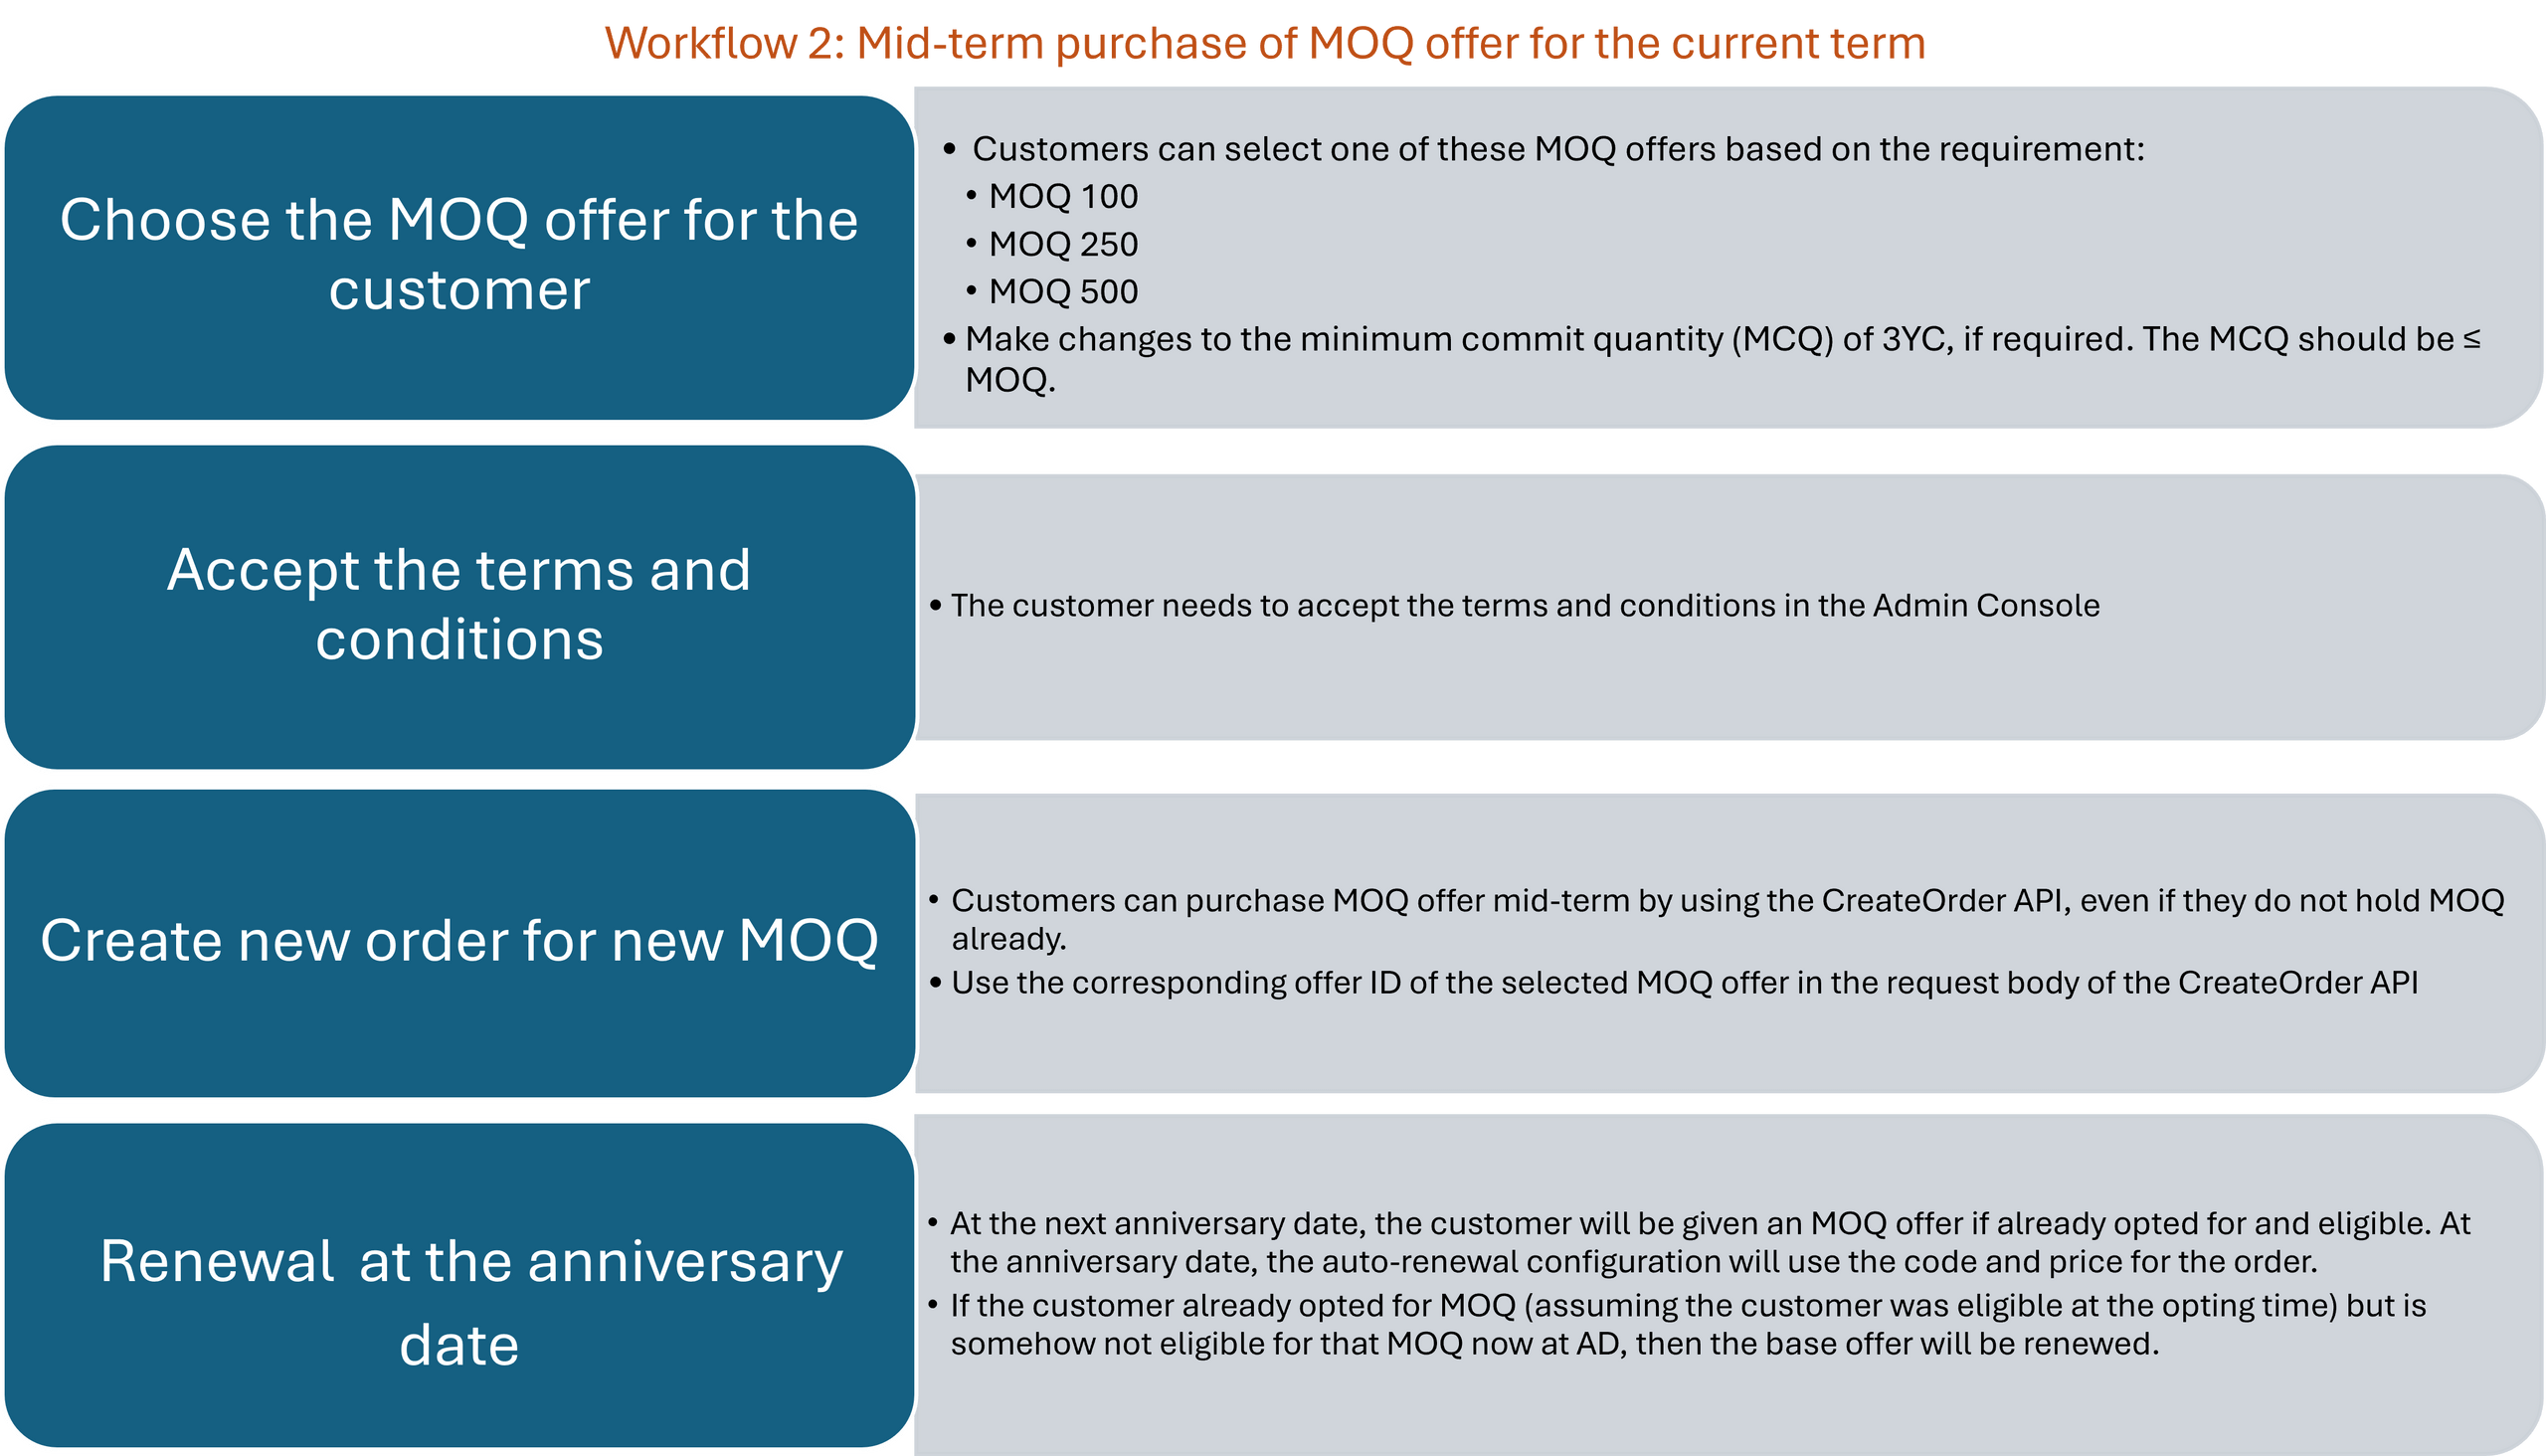 Workflow 2: Mid-term purchase of MOQ offer for the current term
Choose the MOQ offer for the
customer
• Customers can select one of these MOQ offers based on the requirement:
• MOQ 100
• MOQ 250
• MOQ 500
• Make changes to the minimum commit quantity (MCQ) of 3YC, if required. The MCQ should be ≤
MOQ.
Accept the terms and
conditions
• The customer needs to accept the terms and conditions in the Admin Console
Create new order for new MOQ
• Customers can purchase MOQ offer mid-term by using the CreateOrder API, even if they do not hold MOQ
already.
• Use the corresponding offer ID of the selected MOQ offer in the request body of the CreateOrder API
Renewal at the anniversary
date
• At the next anniversary date, the customer will be given an MOQ offer if already opted for and eligible. At
the anniversary date, the auto-renewal configuration will use the code and price for the order.
• If the customer already opted for MOQ (assuming the customer was eligible at the opting time) but is
somehow not eligible for that MOQ now at AD, then the base offer will be renewed.